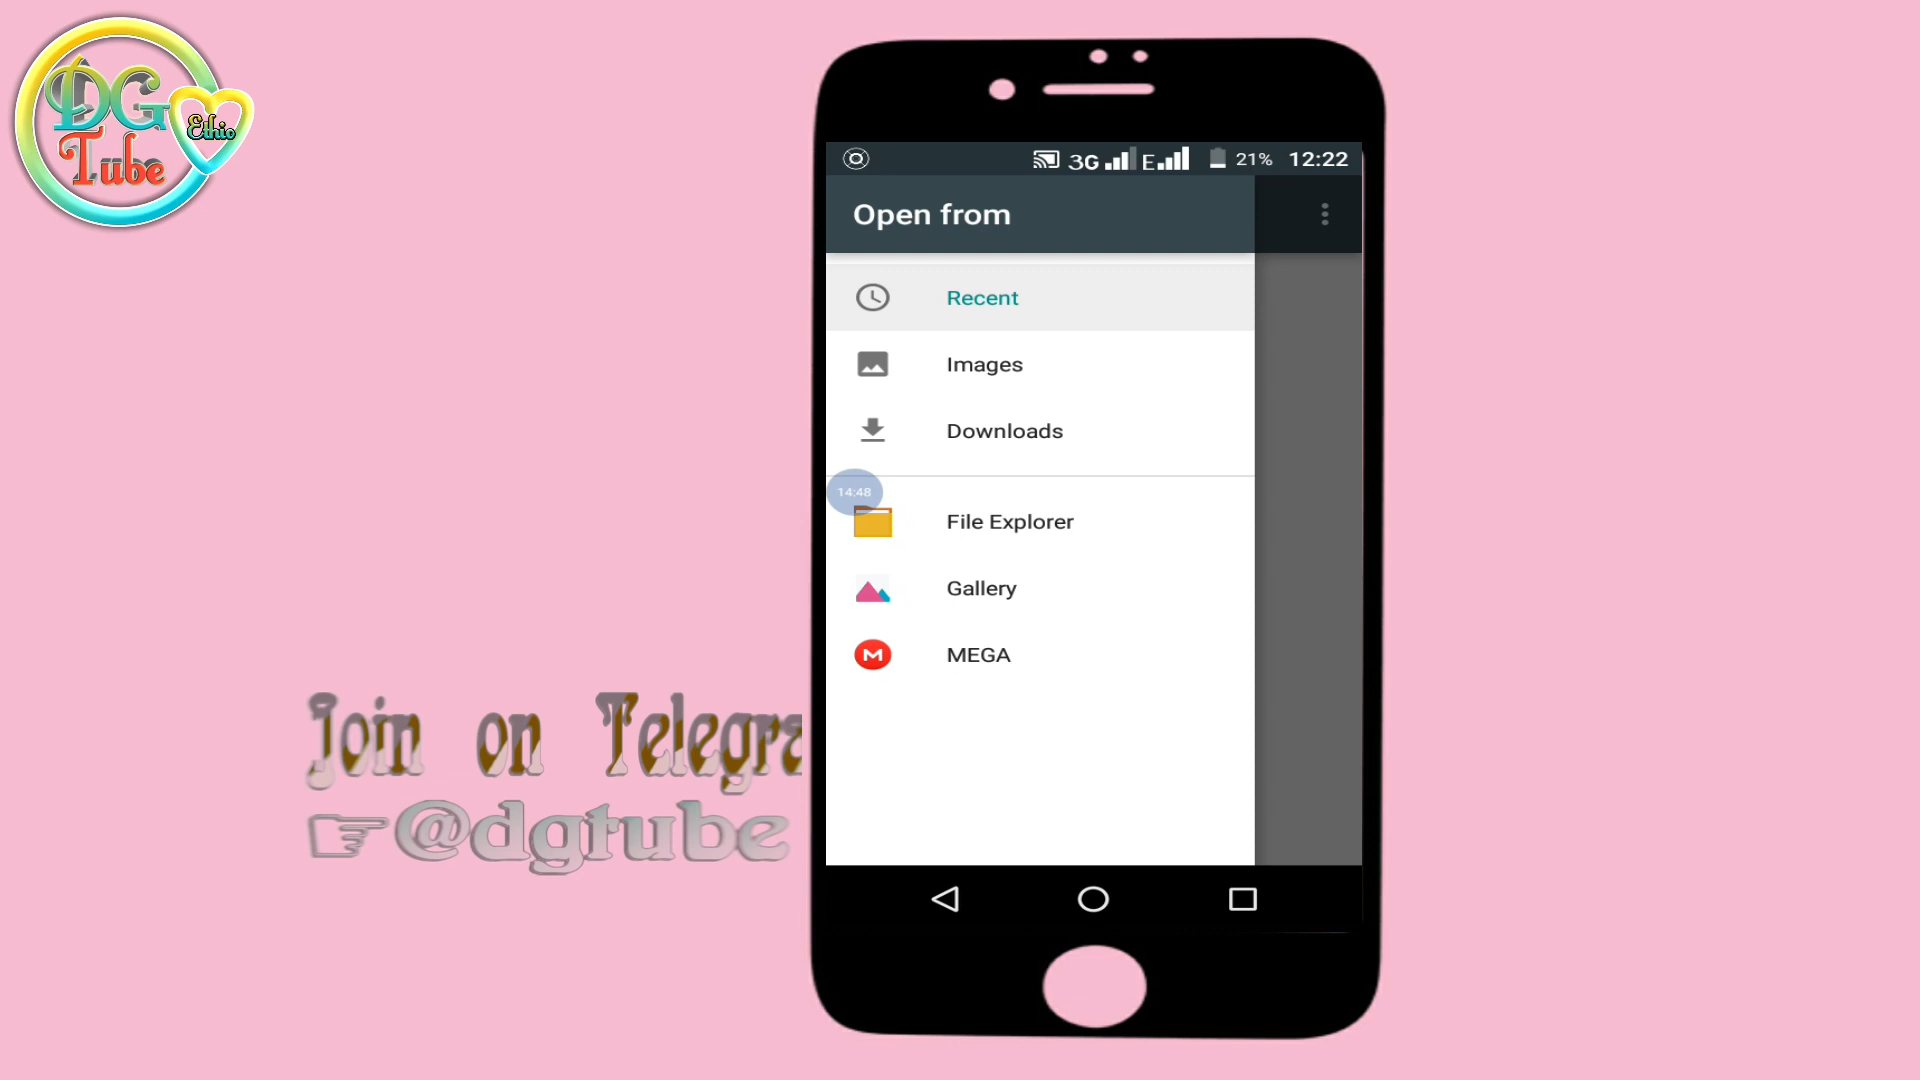 DG
Tube
Ethio
3G
E
21%
12:22
Open from
Recent
Images
Downloads
14:48
File Explorer
Gallery
MEGA
Join on Telegra
☞@dgtube